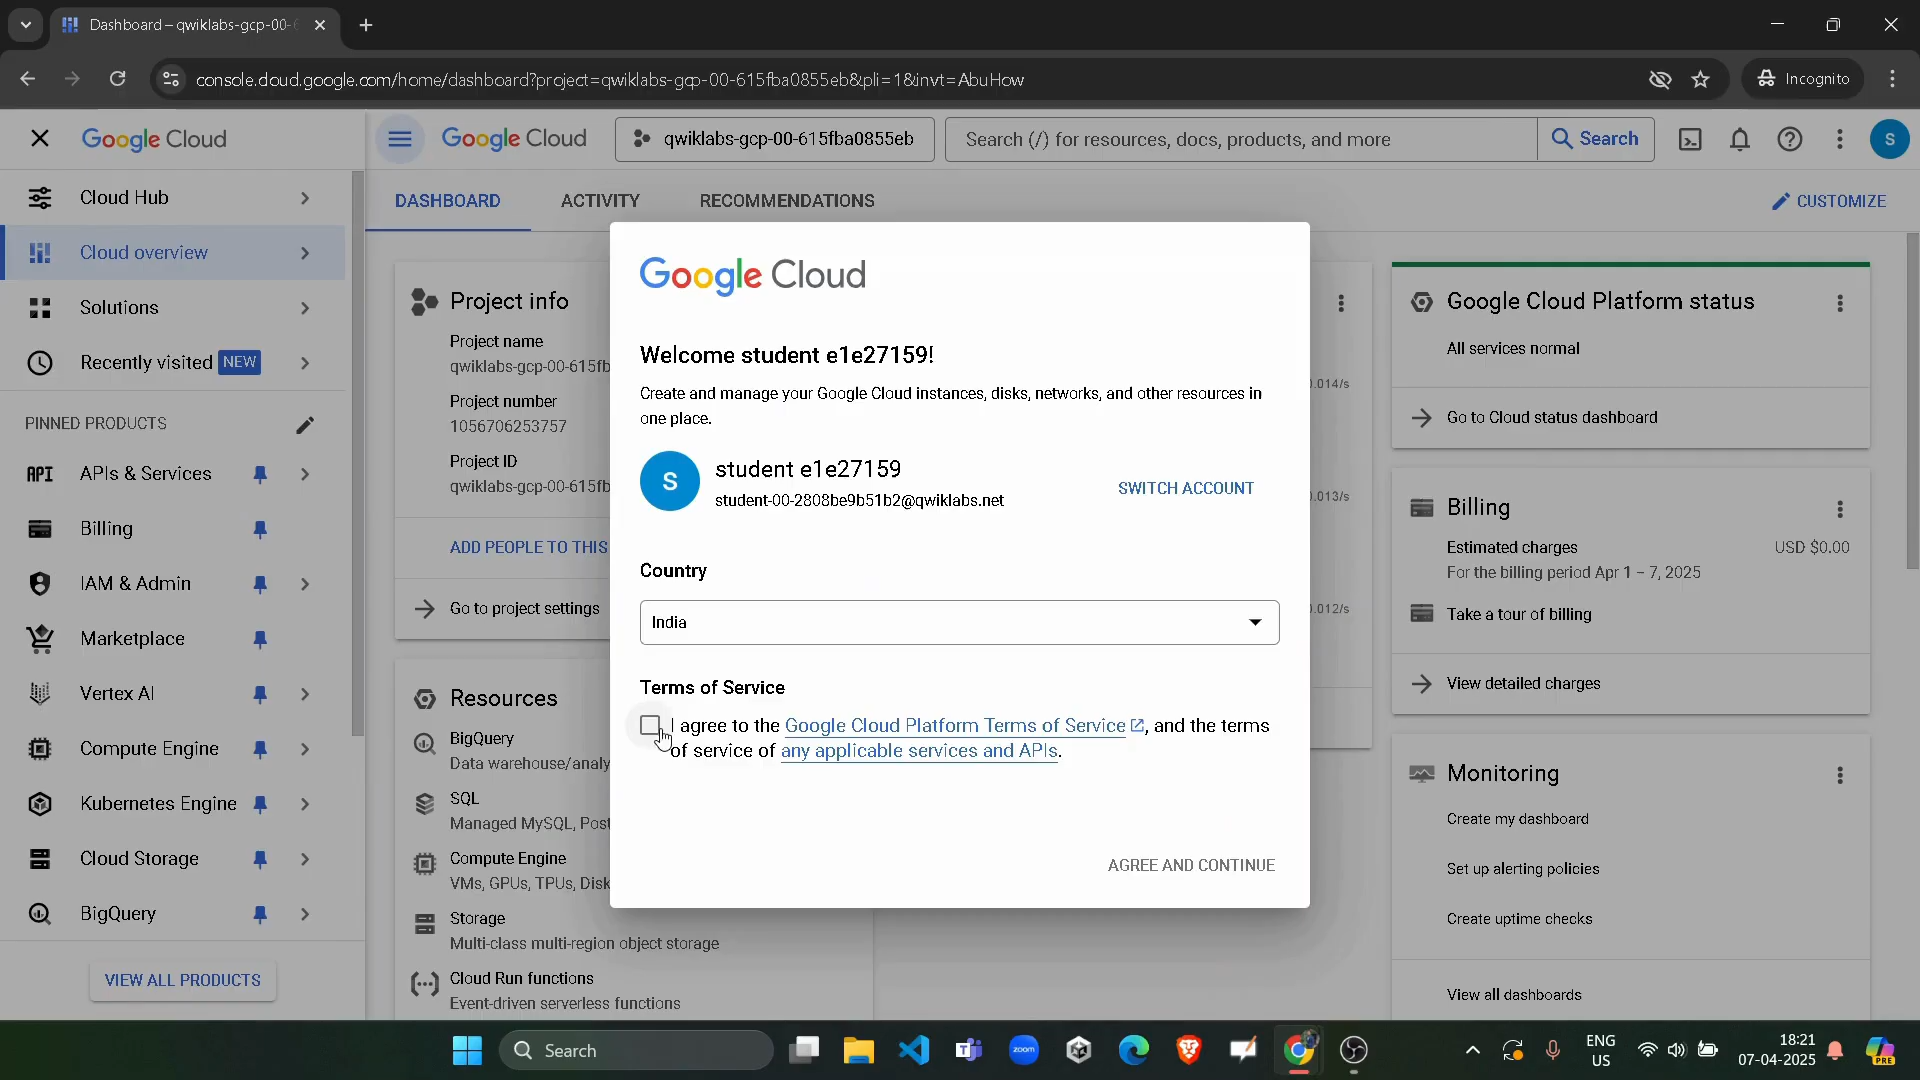 Dashboard – qwiklabs-gcp-00-6
console.cloud.google.com/home/dashboard?project=qwiklabs-gcp-00-615fba0855eb&pli=1&invt=AbuHow
Incognito
Google Cloud
Google Cloud
qwiklabs-gcp-00-615fba0855eb
Search (/) for resources, docs, products, and more
Search
S
Cloud Hub
Cloud overview
Solutions
Recently visited NEW
PINNED PRODUCTS
API APIs & Services
Billing
IAM & Admin
Marketplace
Vertex AI
Compute Engine
Kubernetes Engine
Cloud Storage
BigQuery
VIEW ALL PRODUCTS
DASHBOARD
ACTIVITY
RECOMMENDATIONS
CUSTOMIZE
Project info
Project name
qwiklabs-gcp-00-615fb
Project number
1056706253757
Project ID
qwiklabs-gcp-00-615fb
ADD PEOPLE TO THIS
Go to project settings
Resources
BigQuery
Data warehouse/analy
SQL
Managed MySQL, Post
Compute Engine
VMs, GPUs, TPUs, Disk
Storage
Multi-class multi-region object storage
Cloud Run functions
Event-driven serverless functions
Google Cloud
Welcome student e1e27159!
Create and manage your Google Cloud instances, disks, networks, and other resources in
one place.
S
student e1e27159
student-00-2808be9b51b2@qwiklabs.net
SWITCH ACCOUNT
Country
India
Terms of Service
I agree to the Google Cloud Platform Terms of Service, and the terms
of service of any applicable services and APIs.
AGREE AND CONTINUE
0.014/s
0.013/s
0.012/s
Google Cloud Platform status
All services normal
Go to Cloud status dashboard
Billing
Estimated charges USD $0.00
For the billing period Apr 1 – 7, 2025
Take a tour of billing
View detailed charges
Monitoring
Create my dashboard
Set up alerting policies
Create uptime checks
View all dashboards
Search
zoom
ENG
US
18:21
07-04-2025
PRE